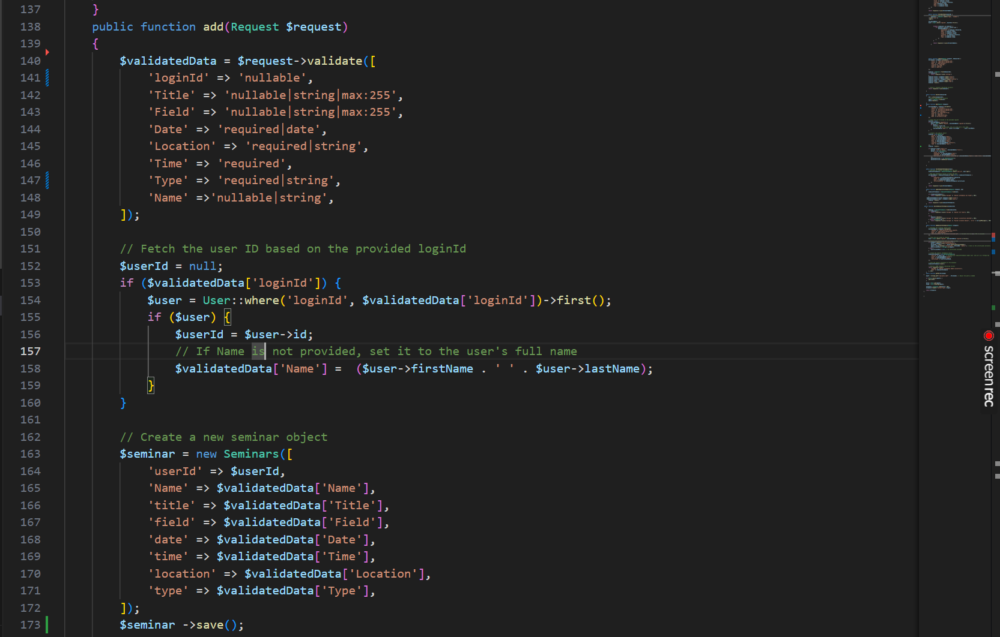 137 }
138 public function add(Request $request)
139 {
140 $validatedData = $request->validate([
141 'loginId' => 'nullable',
142 'Title' => 'nullable|string|max:255',
143 'Field' => 'nullable|string|max:255',
144 'Date' => 'required|date',
145 'Location' => 'required|string',
146 'Time' => 'required',
147 'Type' => 'required|string',
148 'Name' =>'nullable|string',
149 ]);
150
151 // Fetch the user ID based on the provided loginId
152 $userId = null;
153 if ($validatedData['loginId']) {
154 $user = User::where('loginId', $validatedData['loginId'])->first();
155 if ($user) {
156 $userId = $user->id;
157 // If Name is not provided, set it to the user's full name
158 $validatedData['Name'] =  ($user->firstName . ' ' . $user->lastName);
159 }
160 }
161
162 // Create a new seminar object
163 $seminar = new Seminars([
164 'userId' => $userId,
165 'Name' => $validatedData['Name'],
166 'title' => $validatedData['Title'],
167 'field' => $validatedData['Field'],
168 'date' => $validatedData['Date'],
169 'time' => $validatedData['Time'],
170 'location' => $validatedData['Location'],
171 'type' => $validatedData['Type'],
172 ]);
173 $seminar ->save();
screenrec